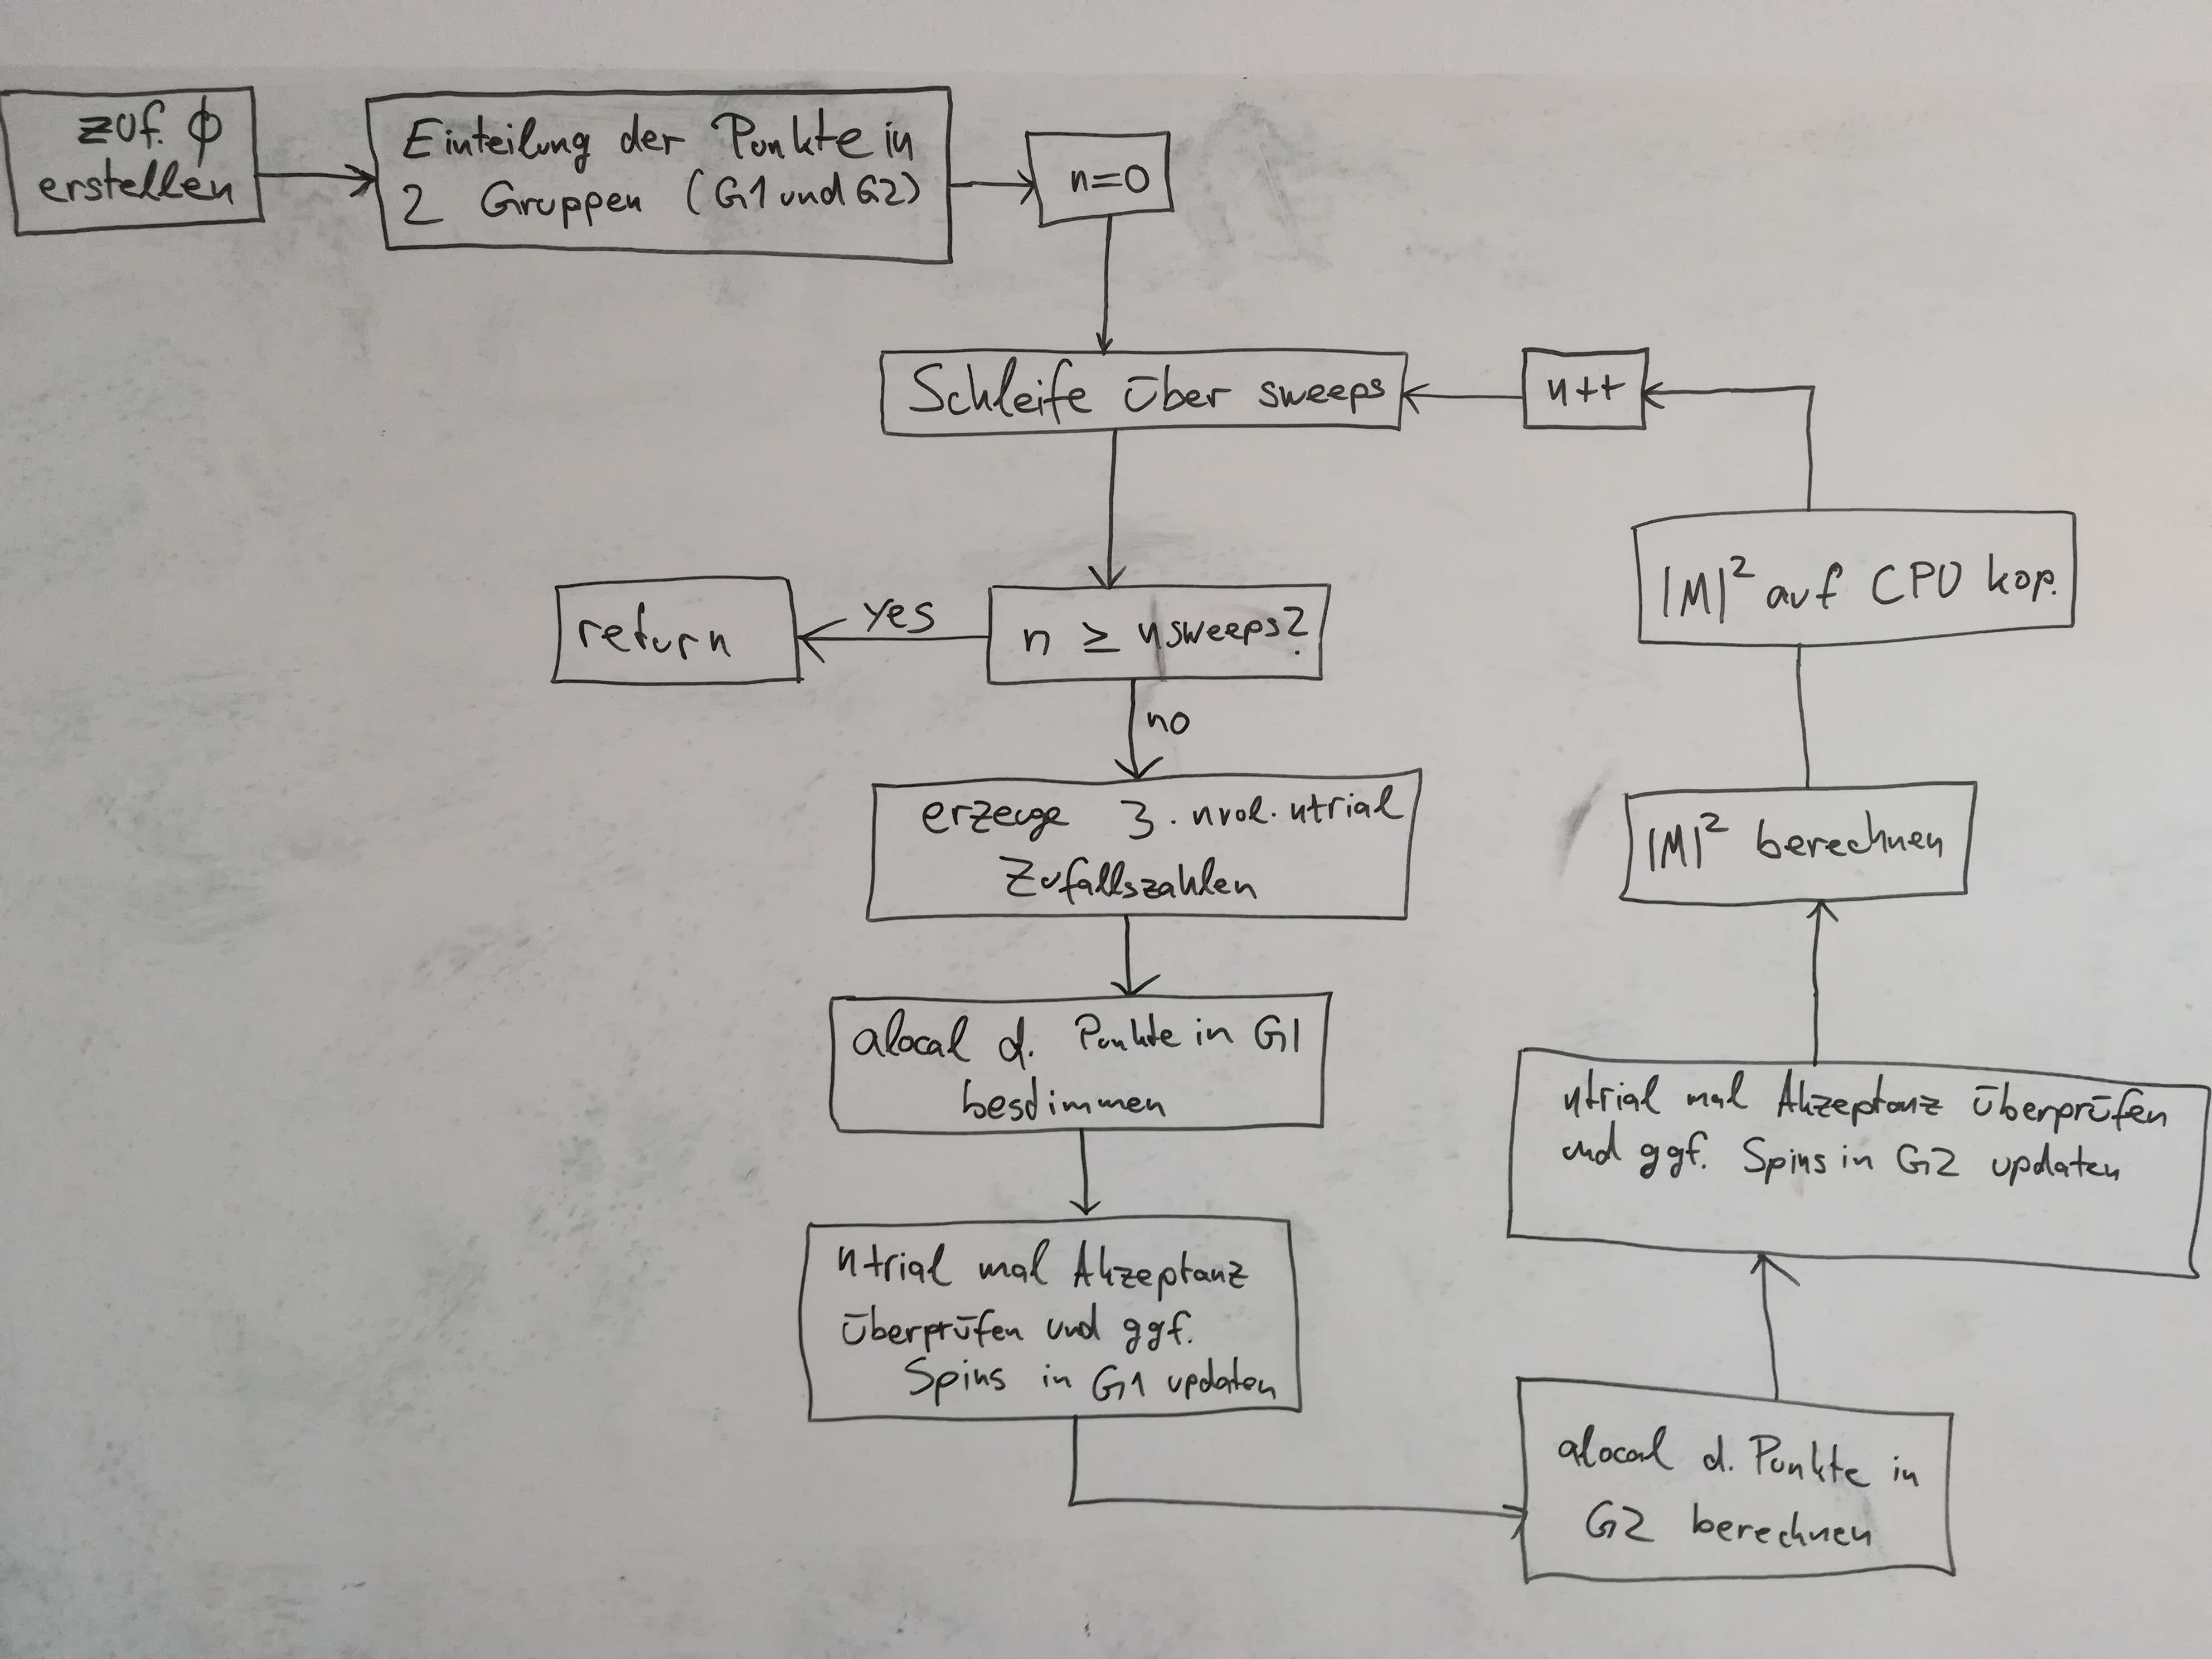 zuf. ϕ
erstellen
Einteilung der Punkte in
2 Gruppen (G1 und G2)
n=0
Schleife über sweeps
n++
|M|² auf CPU kop.
return
yes
n ≥ nsweeps?
no
erzeuge 3 · nvol · ntrial
Zufallszahlen
|M|² berechnen
alocal d. Punkte in G1
bestimmen
ntrial mal Akzeptanz überprüfen
und ggf. Spins in G2 updaten
ntrial mal Akzeptanz
überprüfen und ggf.
Spins in G1 updaten
alocal d. Punkte in
G2 berechnen